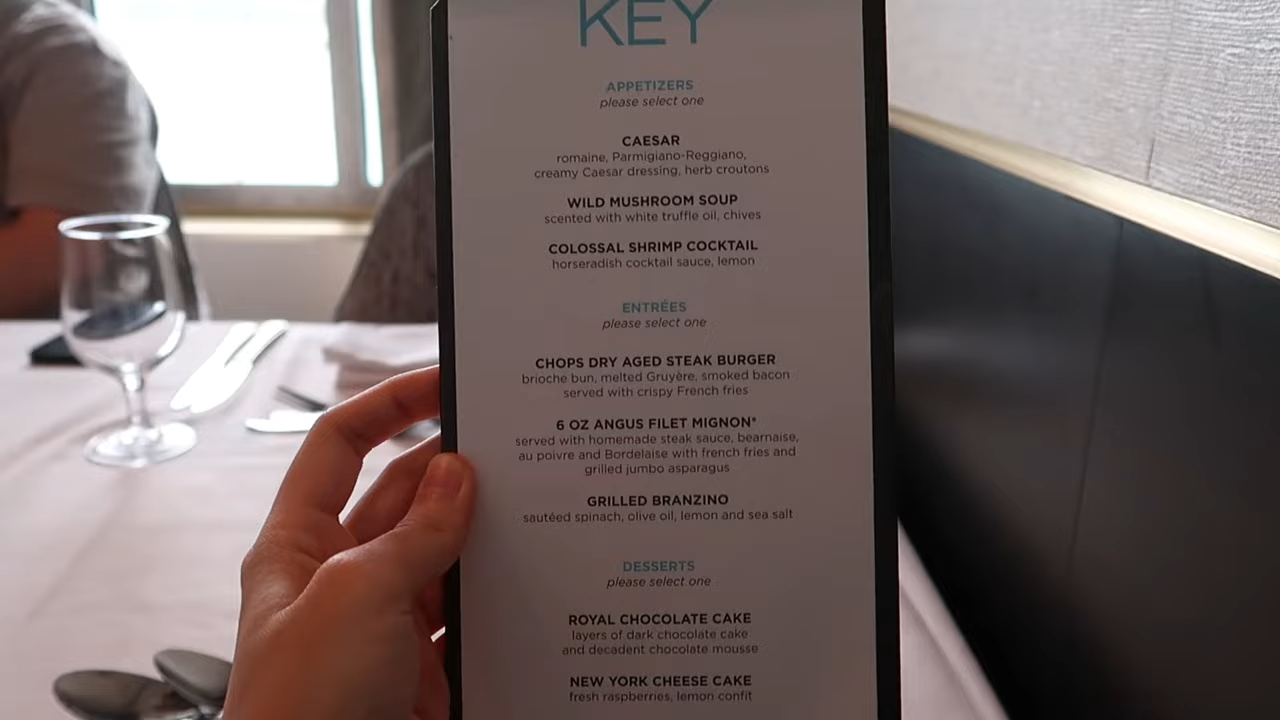 KEY
APPETIZERS
please select one
CAESAR
romaine, Parmigiano-Reggiano,
creamy Caesar dressing, herb croutons
WILD MUSHROOM SOUP
scented with white truffle oil, chives
COLOSSAL SHRIMP COCKTAIL
horseradish cocktail sauce, lemon
ENTRÉES
please select one
CHOPS DRY AGED STEAK BURGER
brioche bun, melted Gruyère, smoked bacon
served with crispy French fries
6 OZ ANGUS FILET MIGNON*
served with homemade steak sauce, bearnaise,
au poivre and Bordelaise with french fries and
grilled jumbo asparagus
GRILLED BRANZINO
sautéed spinach, olive oil, lemon and sea salt
DESSERTS
please select one
ROYAL CHOCOLATE CAKE
layers of dark chocolate cake
and decadent chocolate mousse
NEW YORK CHEESE CAKE
fresh raspberries, lemon confit